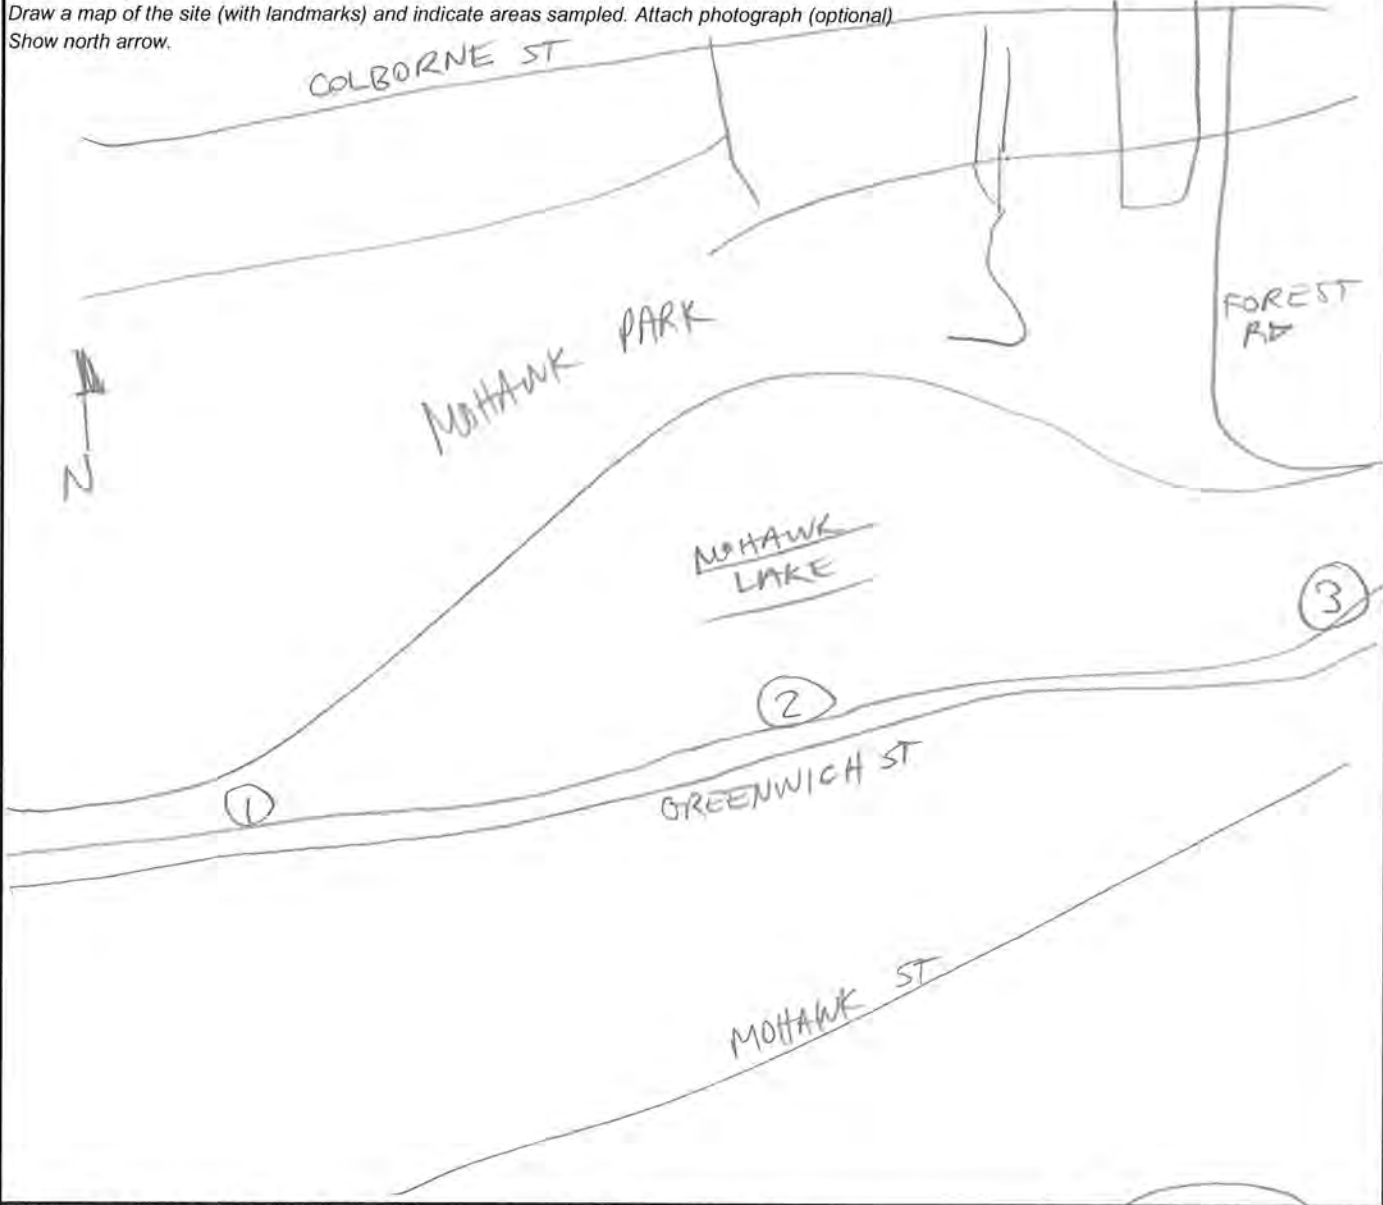 Draw a map of the site (with landmarks) and indicate areas sampled. Attach photograph (optional)
Show north arrow.
COLBORNE ST
FOREST
RD
MOHAWK PARK
N
MOHAWK
LAKE
3
2
1
GREENWICH ST
MOHAWK ST